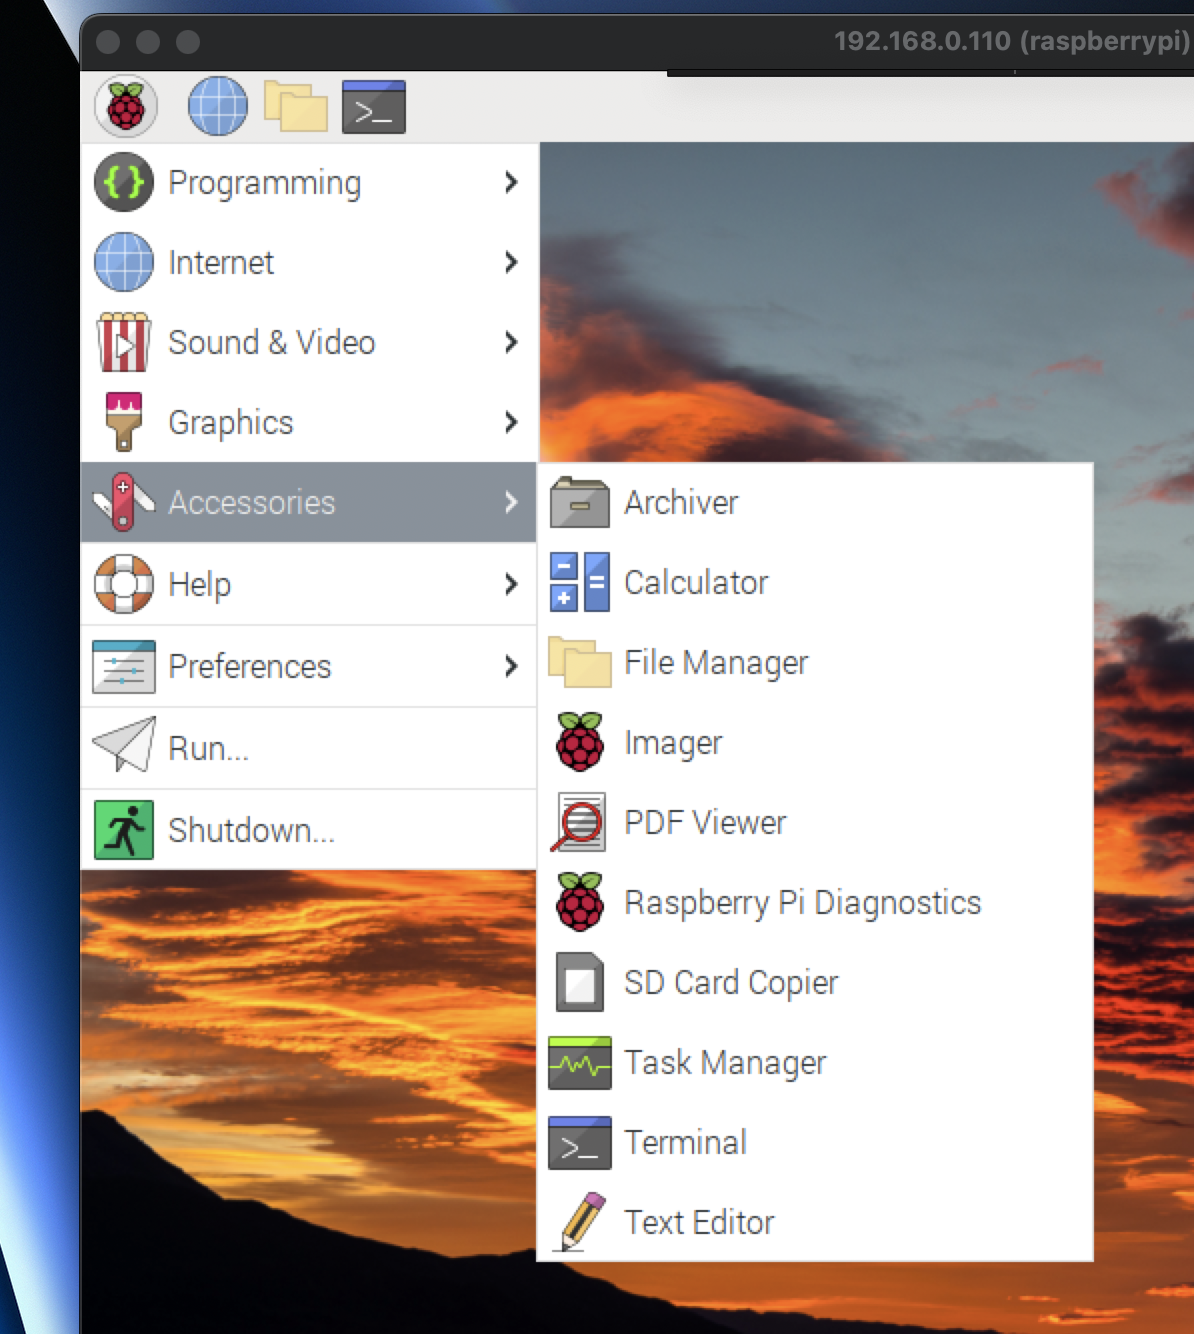 192.168.0.110 (raspberrypi)
Programming
Internet
Sound & Video
Graphics
Accessories
Help
Preferences
Run...
Shutdown...
Archiver
Calculator
File Manager
Imager
PDF Viewer
Raspberry Pi Diagnostics
SD Card Copier
Task Manager
Terminal
Text Editor